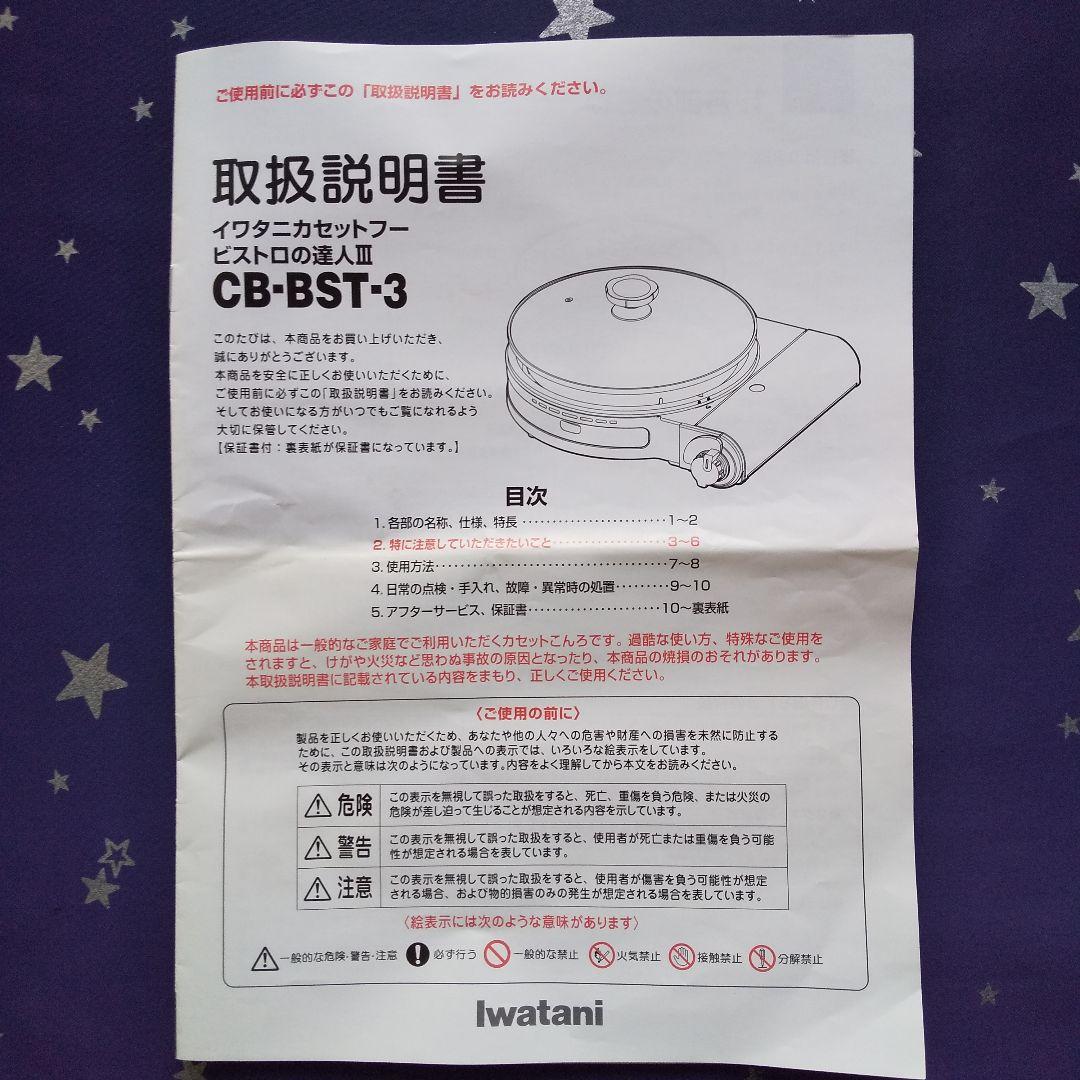 ご使用前に必ずこの「取扱説明書」をお読みください。
取扱説明書
イワタニカセットフー
ビストロの達人Ⅲ
CB-BST-3
このたびは、本商品をお買い上げいただき、
誠にありがとうございます。
本商品を安全に正しくお使いいただくために、
ご使用前に必ずこの「取扱説明書」をお読みください。
そしてお使いになる方がいつでもご覧になれるよう
大切に保管してください。
【保証書付：裏表紙が保証書になっています。】
目次
1. 各部の名称、仕様、特長 ························ 1～2
2. 特に注意していただきたいこと ··················· 3～6
3. 使用方法 ······································· 7～8
4. 日常の点検・手入れ、故障・異常時の処置 ········· 9～10
5. アフターサービス、保証書 ······················ 10～裏表紙
本商品は一般的なご家庭でご利用いただくカセットこんろです。過酷な使い方、特殊なご使用を
されますと、けがや火災など思わぬ事故の原因となったり、本商品の焼損のおそれがあります。
本取扱説明書に記載されている内容をまもり、正しくご使用ください。
〈ご使用の前に〉
製品を正しくお使いいただくため、あなたや他の人々への危害や財産への損害を未然に防止する
ために、この取扱説明書および製品への表示では、いろいろな絵表示をしています。
その表示と意味は次のようになっています。内容をよく理解してから本文をお読みください。
危険 この表示を無視して誤った取扱をすると、死亡、重傷を負う危険、または火災の
危険が差し迫って生じることが想定される内容を示しています。
警告 この表示を無視して誤った取扱をすると、使用者が死亡または重傷を負う可能
性が想定される場合を表しています。
注意 この表示を無視して誤った取扱をすると、使用者が傷害を負う可能性が想定
される場合、および物的損害のみの発生が想定される場合を表しています。
〈絵表示には次のような意味があります〉
一般的な危険・警告・注意 必ず行う 一般的な禁止 火気禁止 接触禁止 分解禁止
Iwatani